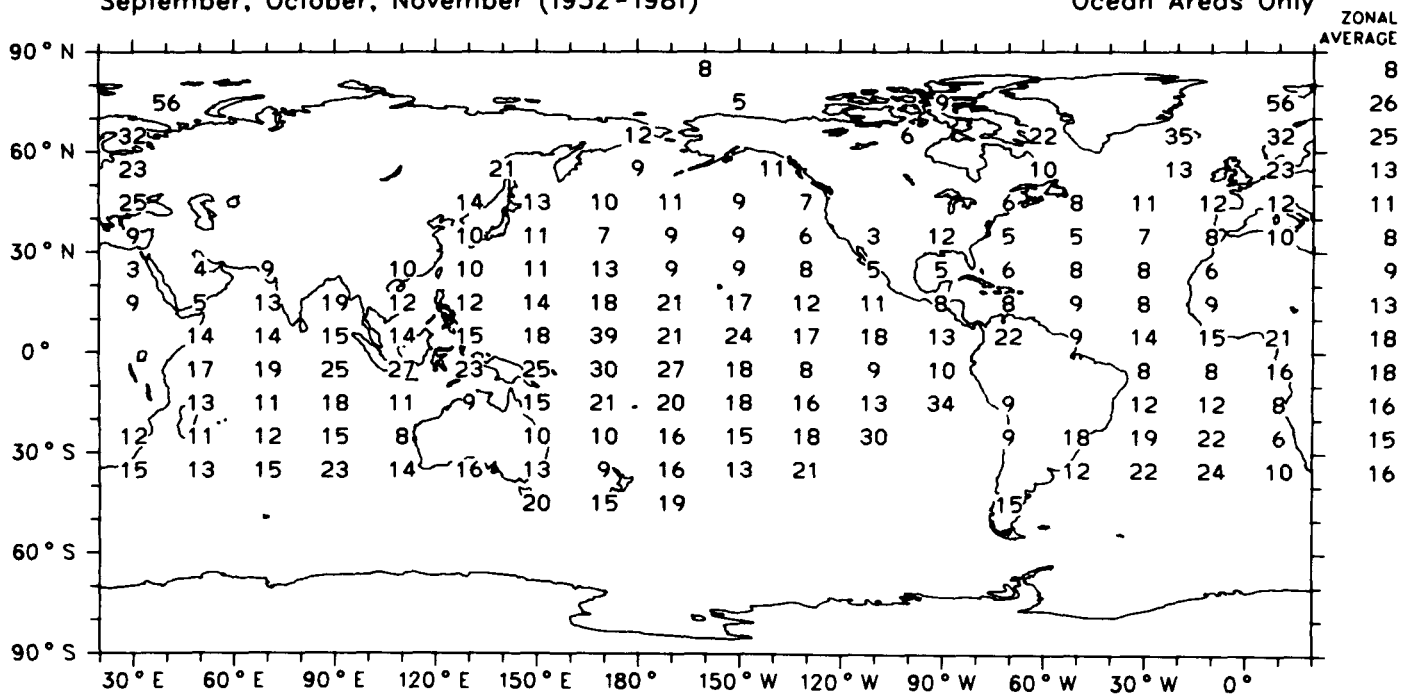 September, October, November (1952-1981) Ocean Areas Only
ZONAL
AVERAGE
90° N 8 8
56 5 9 56 26
32 12 6 22 35 32 25
60° N
23 21 9 11 10 13 23 13
25 14 13 10 11 9 7 6 8 11 12 12 11
9 10 11 7 9 9 6 3 12 5 5 7 8 10 8
30° N
3 4 9 10 10 11 13 9 9 8 5 5 6 8 8 6 9
9 5 13 19 12 12 14 18 21 17 12 11 8 8 9 8 9 13
14 14 15 14 15 18 39 21 24 17 18 13 22 9 14 15 21 18
0°
17 19 25 27 23 25 30 27 18 8 9 10 8 8 16 18
13 11 18 11 9 15 21 20 18 16 13 34 9 12 12 8 16
12 11 12 15 8 10 10 16 15 18 30 9 18 19 22 6 15
30° S
15 13 15 23 14 16 13 9 16 13 21 12 22 24 10 16
20 15 19 15
60° S
90° S
30° E 60° E 90° E 120° E 150° E 180° 150° W 120° W 90° W 60° W 30° W 0°